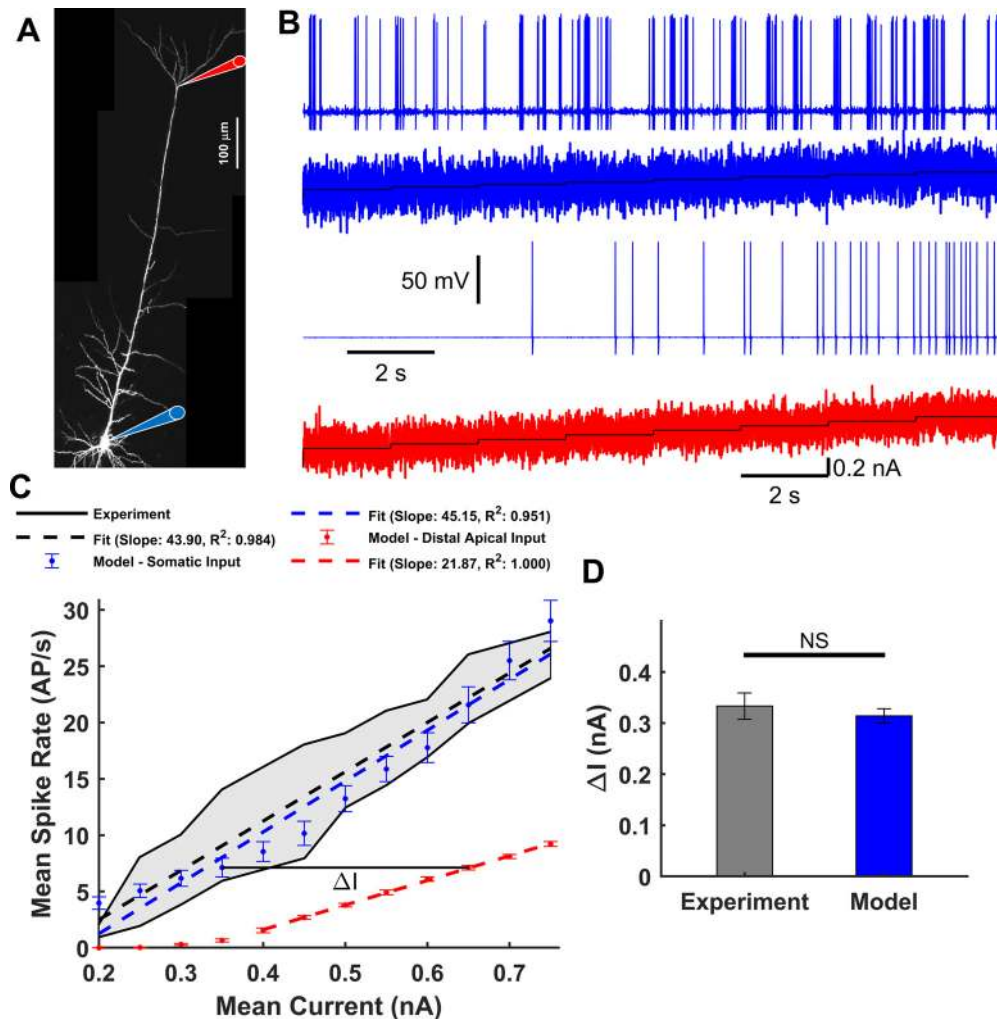 A
100 μm
B
50 mV
2 s
0.2 nA
2 s
C
Experiment
Fit (Slope: 43.90, R²: 0.984)
Model - Somatic Input
Fit (Slope: 45.15, R²: 0.951)
Model - Distal Apical Input
Fit (Slope: 21.87, R²: 1.000)
Mean Spike Rate (AP/s)
30
25
20
15
10
5
0
ΔI
0.2 0.3 0.4 0.5 0.6 0.7
Mean Current (nA)
D
NS
ΔI (nA)
0.4
0.3
0.2
0.1
0
Experiment Model